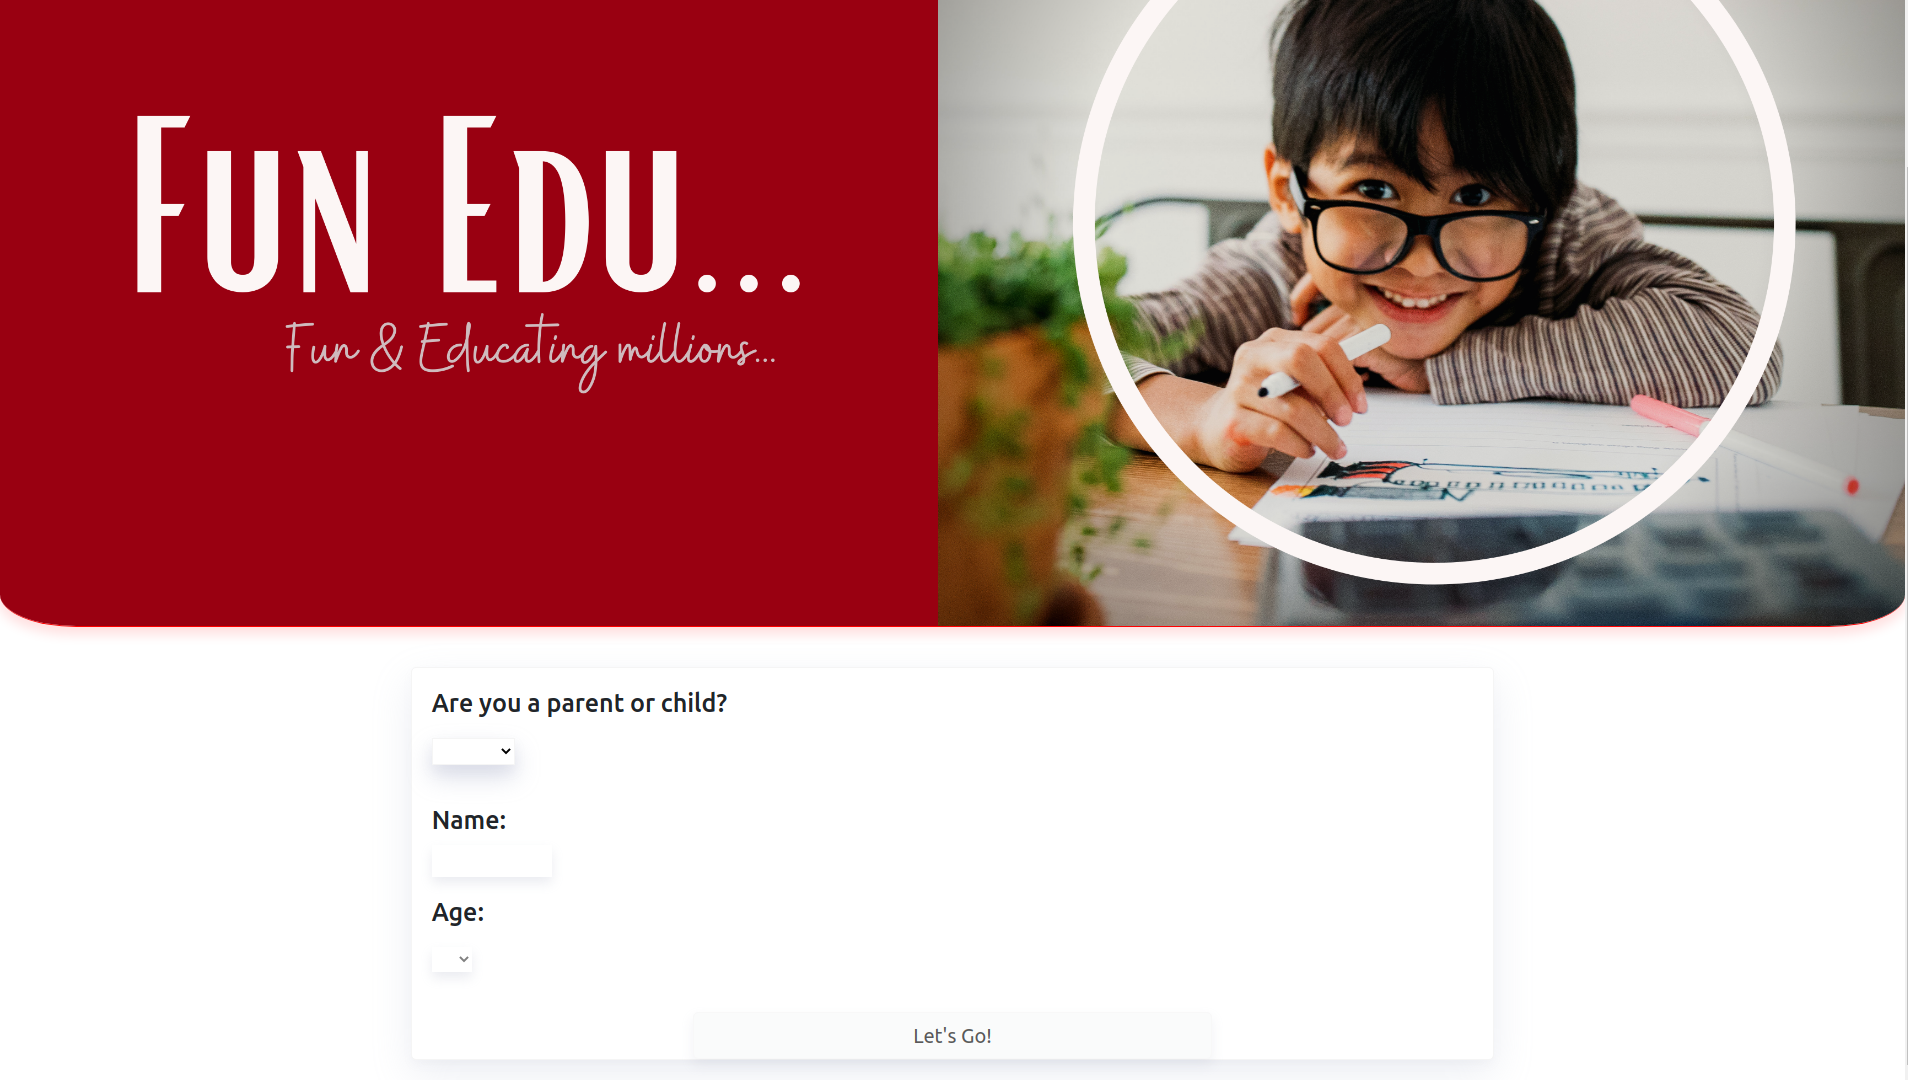 Fun Edu...
Fun & Educating millions...
Are you a parent or child?
Name:
Age:
Let's Go!